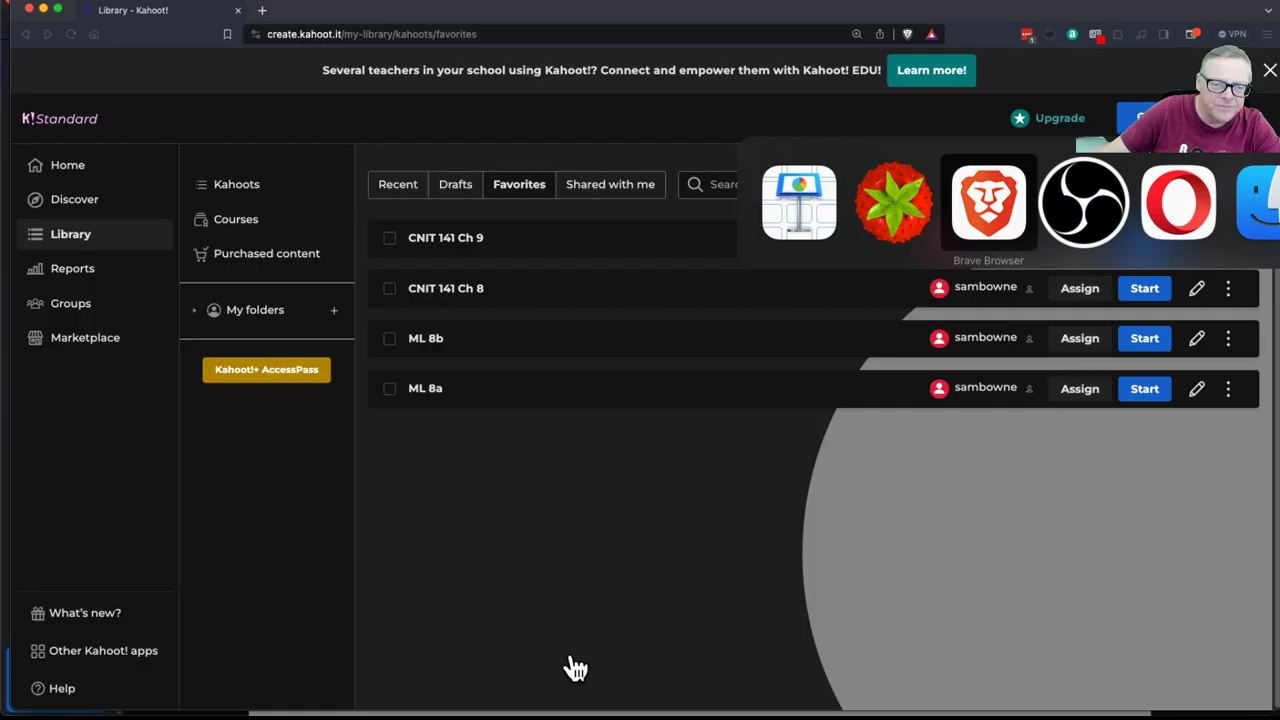 Library - Kahoot!
create.kahoot.it/my-library/kahoots/favorites
VPN
Several teachers in your school using Kahoot!? Connect and empower them with Kahoot! EDU!
Learn more!
K!Standard
Upgrade
Home
Discover
Library
Reports
Groups
Marketplace
What's new?
Other Kahoot! apps
Help
Kahoots
Courses
Purchased content
My folders
Kahoot!+ AccessPass
Recent
Drafts
Favorites
Shared with me
Brave Browser
CNIT 141 Ch 9
CNIT 141 Ch 8
sambowne
Assign
Start
ML 8b
sambowne
Assign
Start
ML 8a
sambowne
Assign
Start